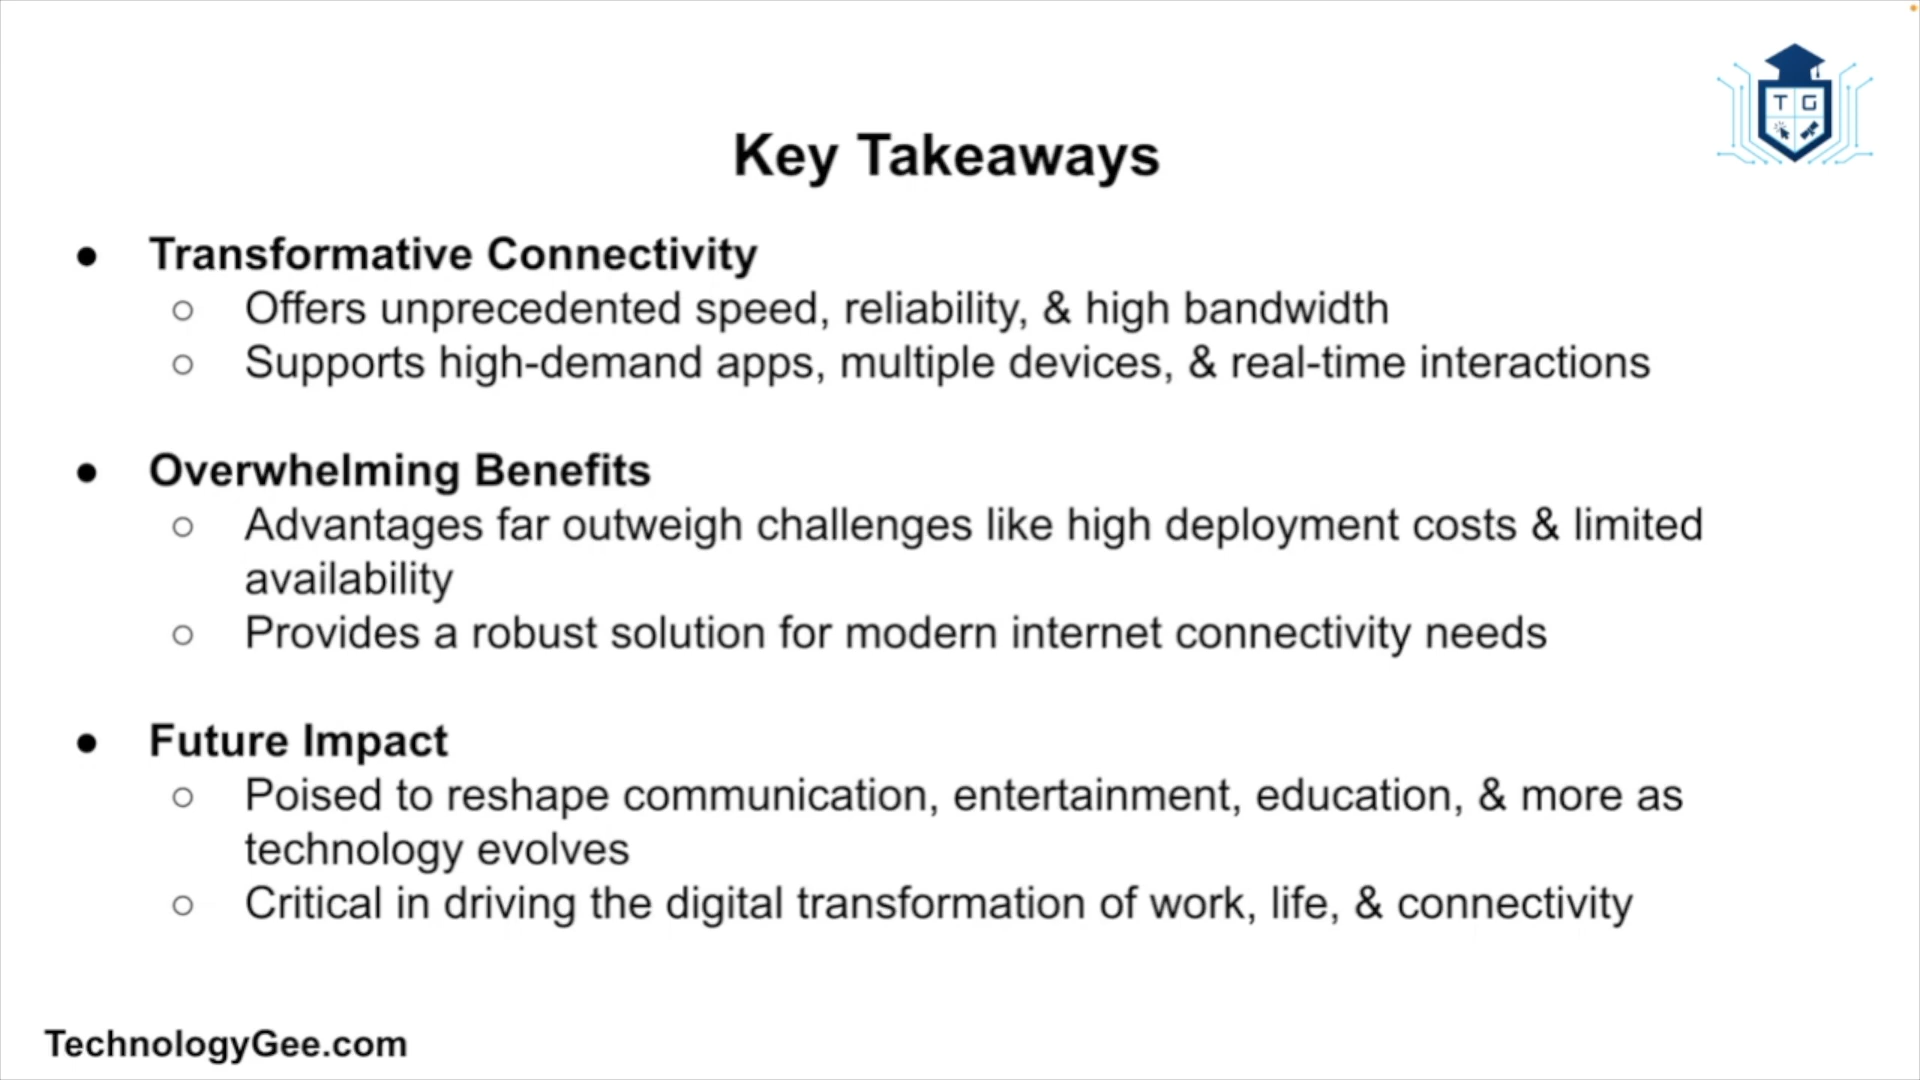 T G
Key Takeaways
● Transformative Connectivity
○ Offers unprecedented speed, reliability, & high bandwidth
○ Supports high-demand apps, multiple devices, & real-time interactions
● Overwhelming Benefits
○ Advantages far outweigh challenges like high deployment costs & limited
availability
○ Provides a robust solution for modern internet connectivity needs
● Future Impact
○ Poised to reshape communication, entertainment, education, & more as
technology evolves
○ Critical in driving the digital transformation of work, life, & connectivity
TechnologyGee.com